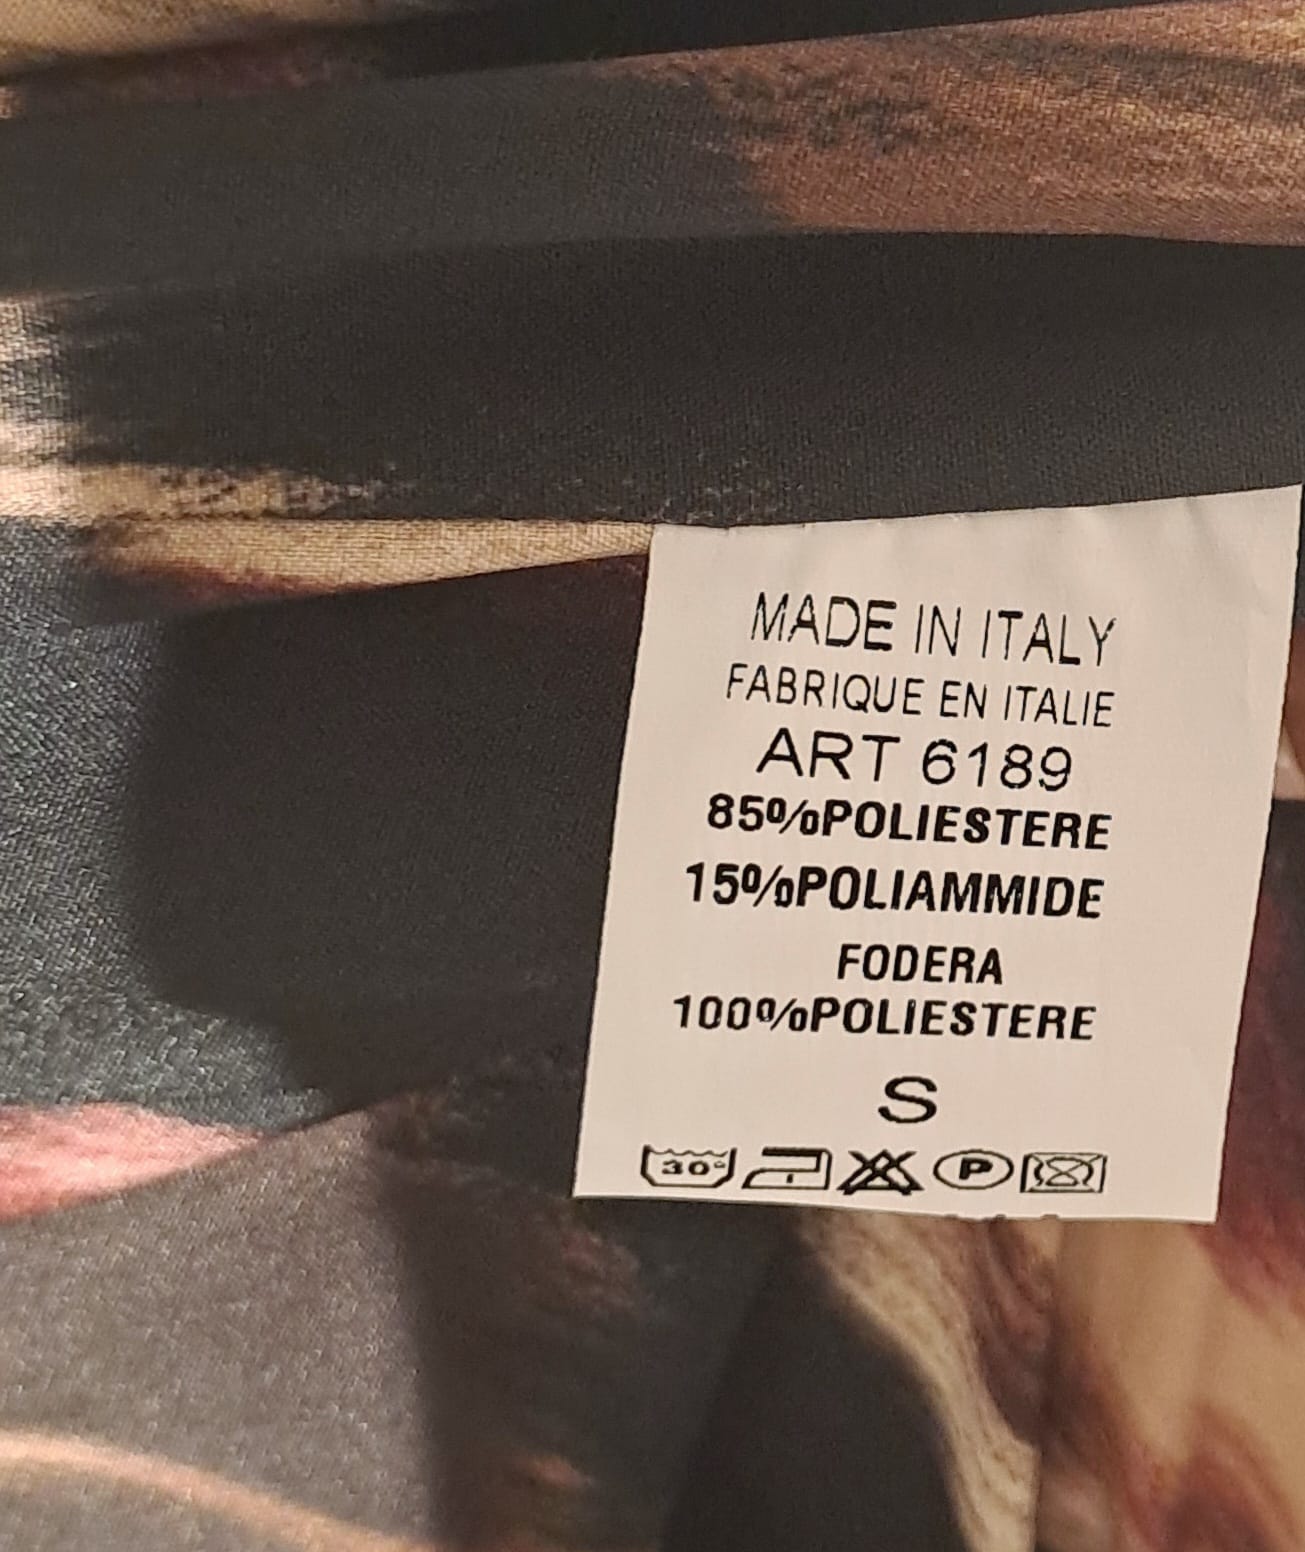 MADE IN ITALY
FABRIQUE EN ITALIE
ART 6189
85%POLIESTERE
15%POLIAMMIDE
FODERA
100%POLIESTERE
S
30° P